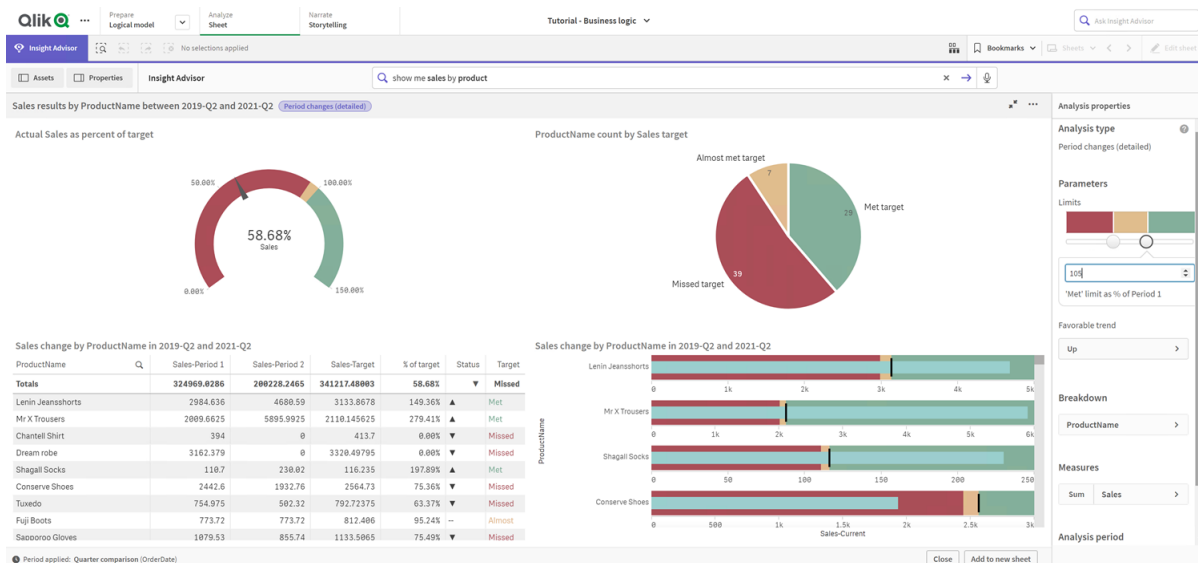 Qlik ... Prepare Logical model Analyze Sheet Narrate Storytelling Tutorial - Business logic Ask Insight Advisor
Insight Advisor No selections applied Bookmarks Sheets Edit sheet
Assets Properties Insight Advisor show me sales by product
Sales results by ProductName between 2019-Q2 and 2021-Q2 Period changes (detailed)
Actual Sales as percent of target
50.00% 100.00%
58.68%
Sales
0.00% 150.00%
ProductName count by Sales target
Almost met target
7
29 Met target
39
Missed target
Sales change by ProductName in 2019-Q2 and 2021-Q2
ProductName Sales-Period 1 Sales-Period 2 Sales-Target % of target Status Target
Totals 324969.0286 200228.2465 341217.48003 58.68% ▼ Missed
Lenin Jeansshorts 2984.636 4680.59 3133.8678 149.36% ▲ Met
Mr X Trousers 2009.6625 5895.9925 2110.145625 279.41% ▲ Met
Chantell Shirt 394 0 413.7 0.00% ▼ Missed
Dream robe 3162.379 0 3320.49795 0.00% ▼ Missed
Shagall Socks 110.7 230.02 116.235 197.89% ▲ Met
Conserve Shoes 2442.6 1932.76 2564.73 75.36% ▼ Missed
Tuxedo 754.975 502.32 792.72375 63.37% ▼ Missed
Fuji Boots 773.72 773.72 812.406 95.24% -- Almost
Sapporoo Gloves 1079.53 855.74 1133.5065 75.49% ▼ Missed
Sales change by ProductName in 2019-Q2 and 2021-Q2
ProductName
Lenin Jeansshorts
0 1k 2k 3k 4k 5k
Mr X Trousers
0 1k 2k 3k 4k 5k 6k
Shagall Socks
0 50 100 150 200 250
Conserve Shoes
0 500 1k 1.5k 2k 2.5k 3k
Sales-Current
Analysis properties
Analysis type
Period changes (detailed)
Parameters
Limits
105
'Met' limit as % of Period 1
Favorable trend
Up
Breakdown
ProductName
Measures
Sum Sales
Analysis period
Period applied: Quarter comparison (OrderDate) Close Add to new sheet